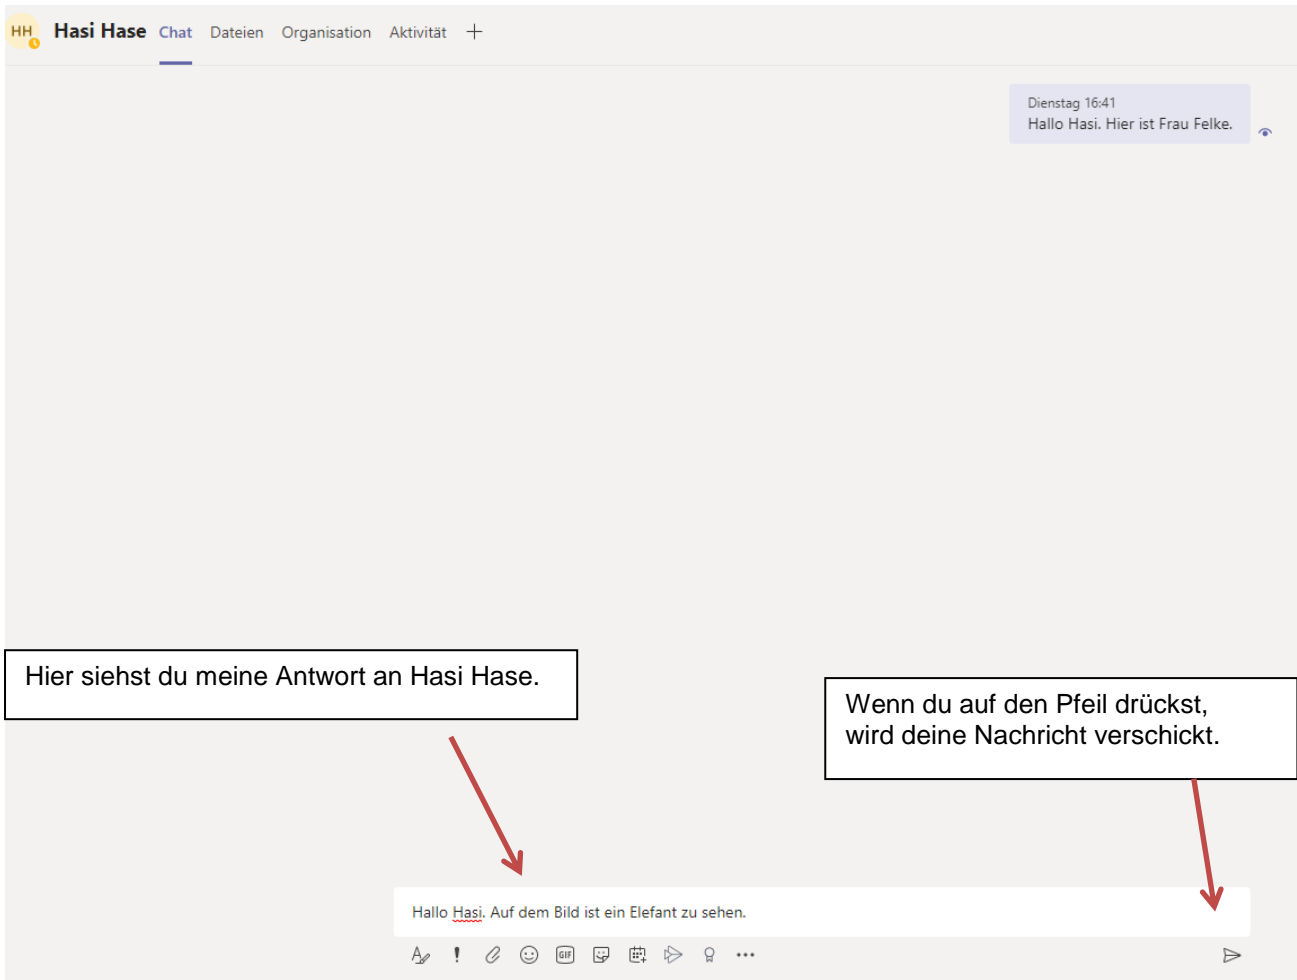 HH Hasi Hase Chat Dateien Organisation Aktivität
Dienstag 16:41
Hallo Hasi. Hier ist Frau Felke.
Hier siehst du meine Antwort an Hasi Hase.
Wenn du auf den Pfeil drückst,
wird deine Nachricht verschickt.
Hallo Hasi. Auf dem Bild ist ein Elefant zu sehen.
GIF